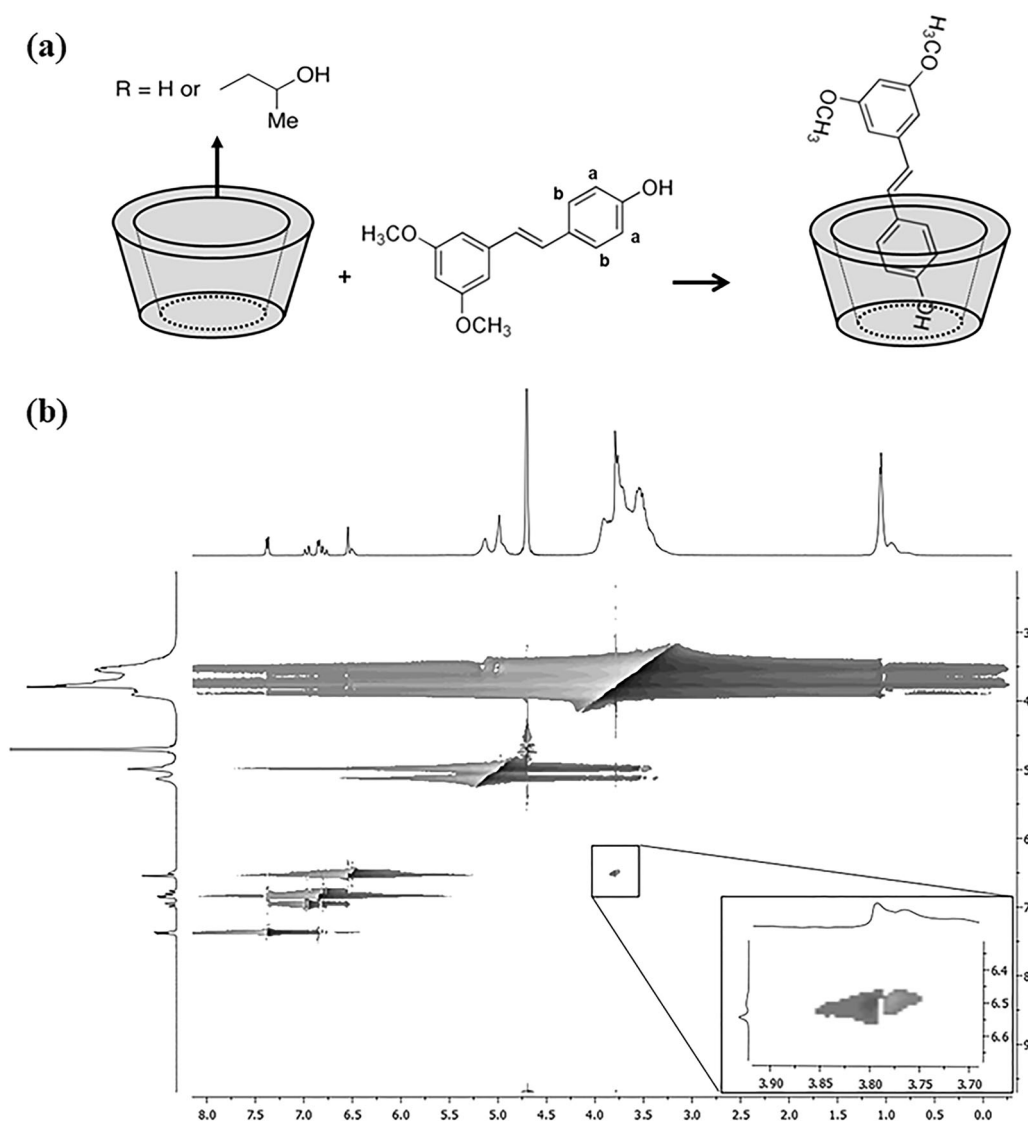 (a)
R = H or
OH
Me
+
H₃CO
OCH₃
b
a
OH
a
b
H₃CO
OCH₃
OH
(b)
3
4
5
6
7
8
9
6.4
6.5
6.6
3.90 3.85 3.80 3.75 3.70
8.0 7.5 7.0 6.5 6.0 5.5 5.0 4.5 4.0 3.5 3.0 2.5 2.0 1.5 1.0 0.5 0.0